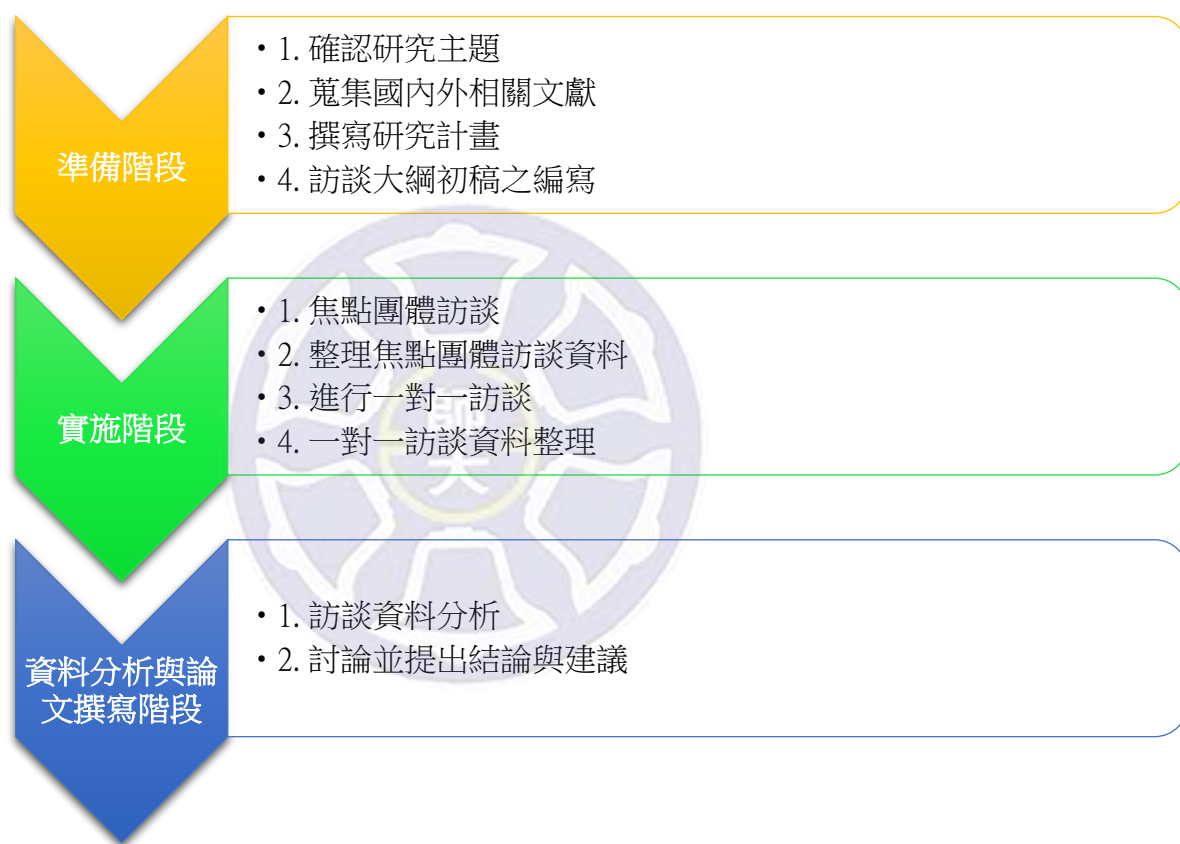 準備階段
• 1. 確認研究主題
• 2. 蒐集國內外相關文獻
• 3. 撰寫研究計畫
• 4. 訪談大綱初稿之編寫
實施階段
• 1. 焦點團體訪談
• 2. 整理焦點團體訪談資料
• 3. 進行一對一訪談
• 4. 一對一訪談資料整理
師大
資料分析與論
文撰寫階段
• 1. 訪談資料分析
• 2. 討論並提出結論與建議